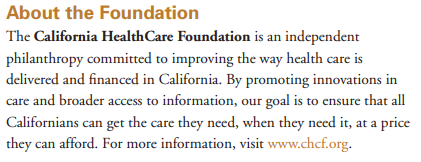 About the Foundation
The California HealthCare Foundation is an independent
philanthropy committed to improving the way health care is
delivered and financed in California. By promoting innovations in
care and broader access to information, our goal is to ensure that all
Californians can get the care they need, when they need it, at a price
they can afford. For more information, visit www.chcf.org.